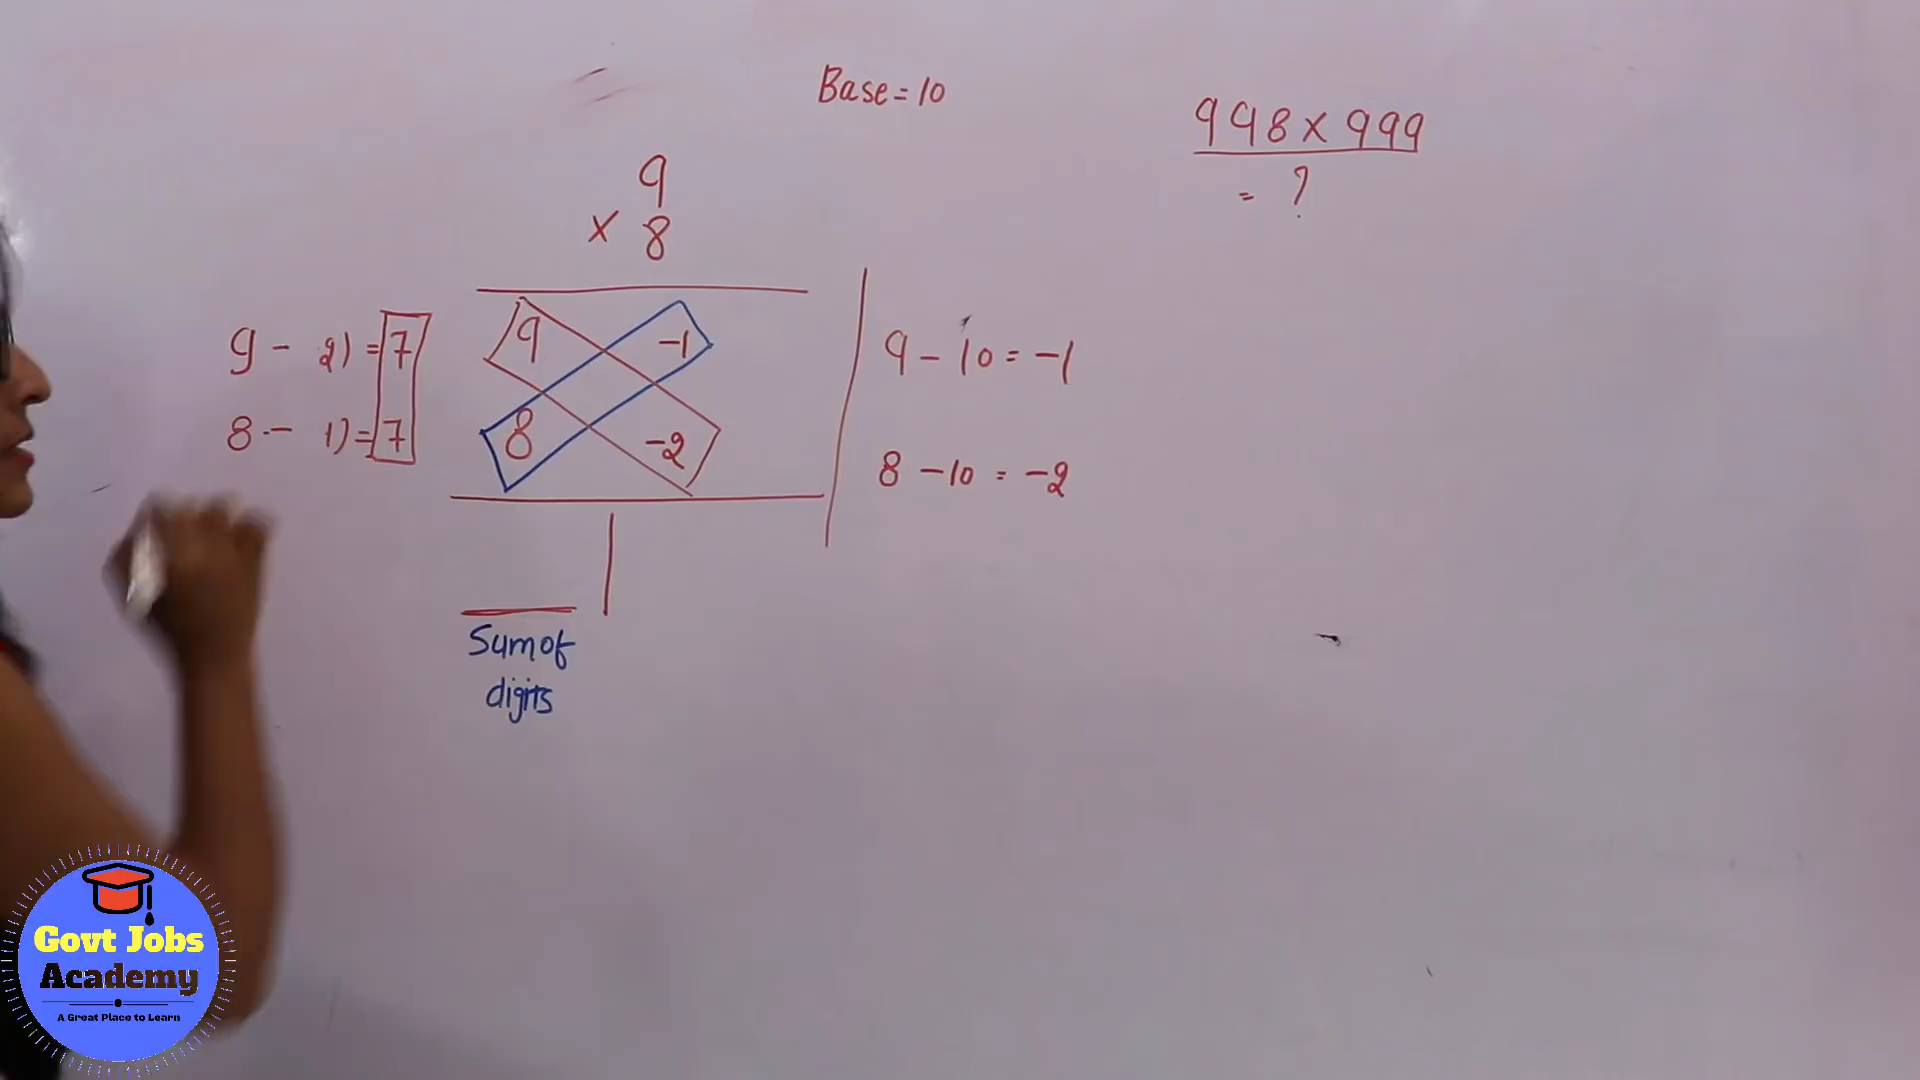 Base = 10
998 x 999
= ?
9
x 8
9 - 2) = 7
8 - 1) = 7
9 -1
8 -2
9 - 10 = -1
8 - 10 = -2
Sum of
digits
Govt Jobs
Academy
A Great Place to Learn